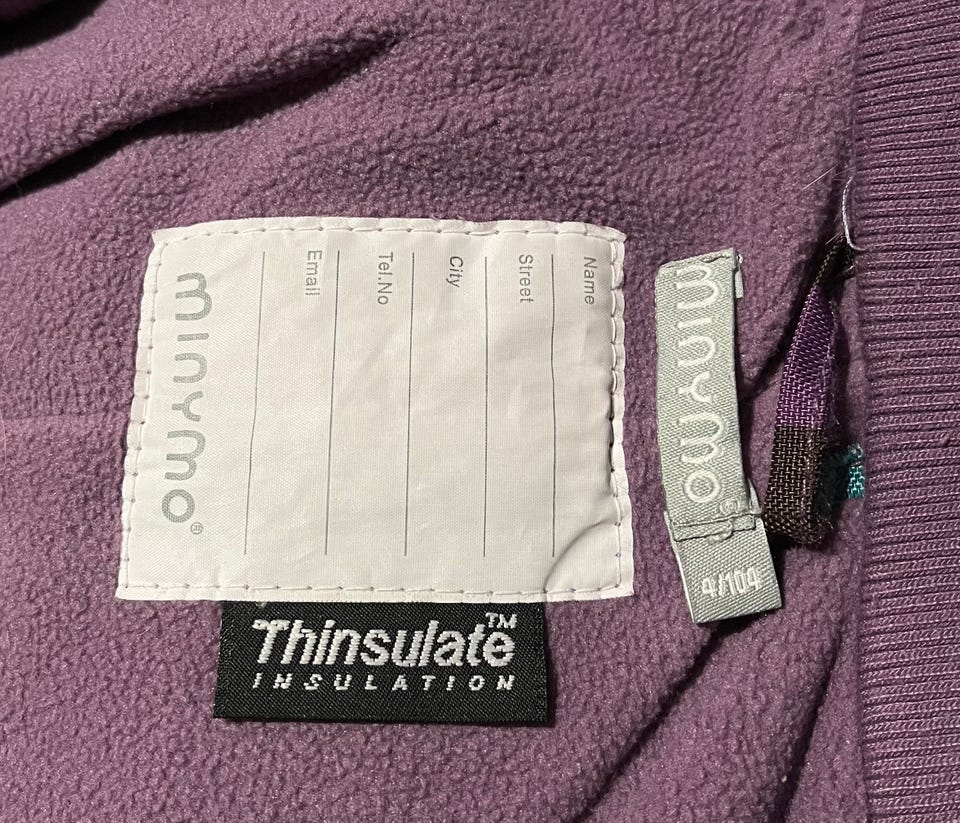 Name
Street
City
Tel.No
Email
minymo®
minymo®
4/104
Thinsulate™
INSULATION